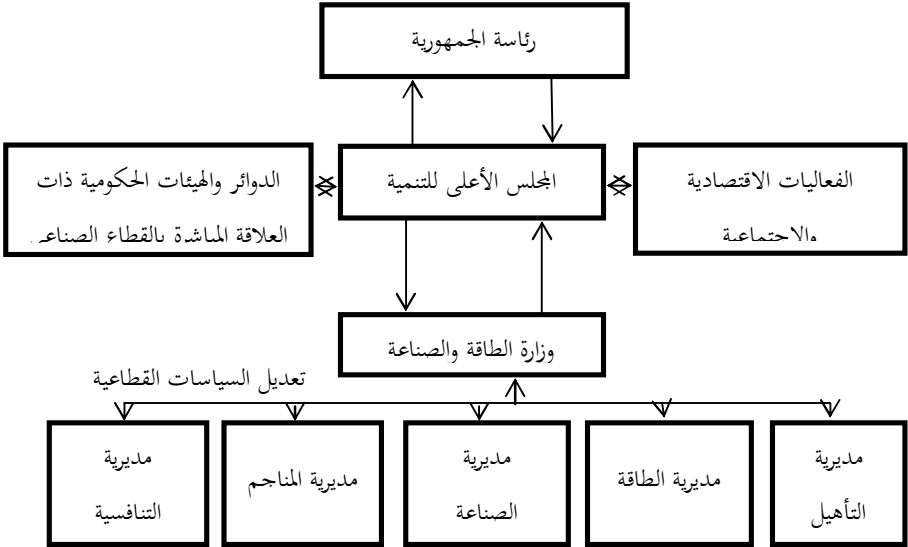 رئاسة الجمهورية
الفعاليات الاقتصادية
والاجتماعية
المجلس الأعلى للتنمية
الدوائر والهيئات الحكومية ذات
العلاقة المباشرة بالقطاع الصناعي
وزارة الطاقة والصناعة
تعديل السياسات القطاعية
مديرية
التأهيل
مديرية الطاقة
مديرية
الصناعة
مديرية المناجم
مديرية
التنافسية